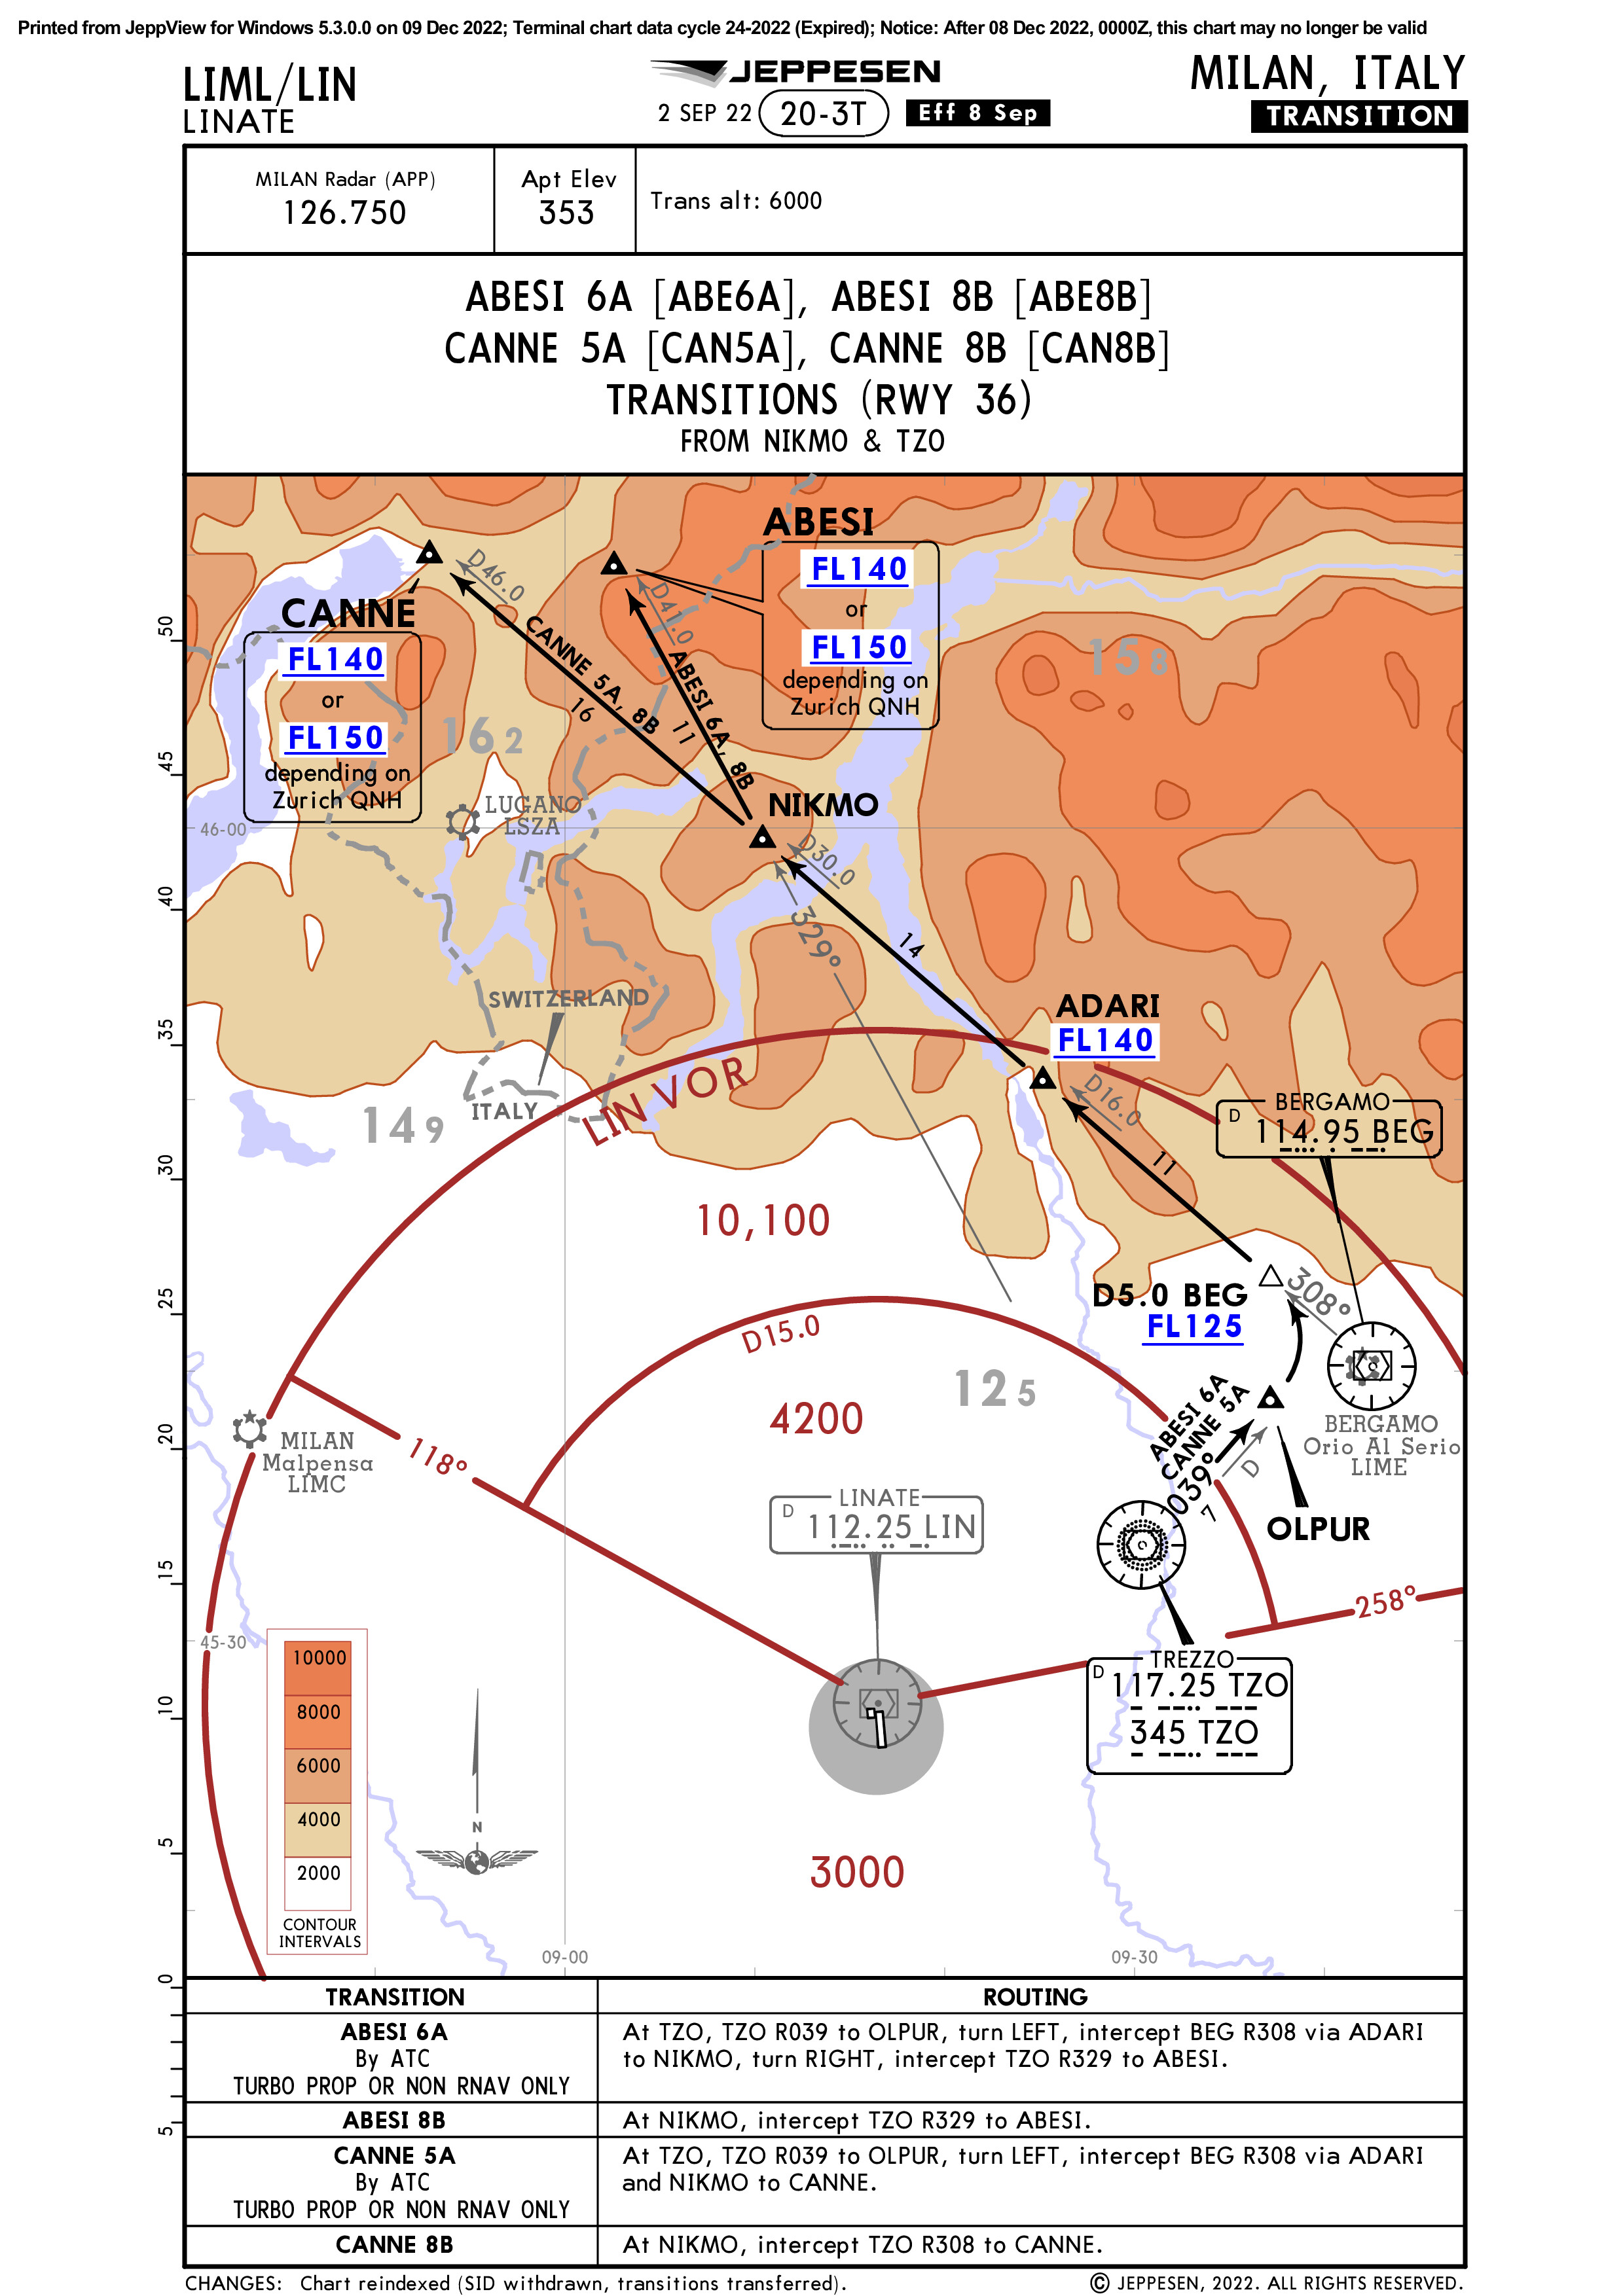 Printed from JeppView for Windows 5.3.0.0 on 09 Dec 2022; Terminal chart data cycle 24-2022 (Expired); Notice: After 08 Dec 2022, 0000Z, this chart may no longer be valid
LIML/LIN
LINATE
JEPPESEN
2 SEP 22
20-3T
Eff 8 Sep
MILAN, ITALY
TRANSITION
MILAN Radar (APP)
126.750
Apt Elev
353
Trans alt: 6000
ABESI 6A [ABE6A], ABESI 8B [ABE8B]
CANNE 5A [CAN5A], CANNE 8B [CAN8B]
TRANSITIONS (RWY 36)
FROM NIKMO & TZO
ABESI
FL140
or
FL150
depending on
Zurich QNH
CANNE
FL140
or
FL150
depending on
Zurich QNH
D46.0
D41.0
CANNE 5A, 8B
16
ABESI 6A, 8B
11
158
162
50
45
LUGANO
LSZA
NIKMO
46-00
D30.0
329°
40
14
SWITZERLAND
ADARI
FL140
35
LIN VOR
ITALY
149
D16.0
BERGAMO
D 114.95 BEG
30
11
10,100
D5.0 BEG
FL125
308°
25
D15.0
125
4200
ABESI 6A
CANNE 5A
039°
7
D
20
MILAN
Malpensa
LIMC
118°
BERGAMO
Orio Al Serio
LIME
OLPUR
LINATE
D 112.25 LIN
15
258°
45-30
TREZZO
D 117.25 TZO
345 TZO
10
10000
8000
6000
4000
2000
CONTOUR
INTERVALS
N
5
3000
09-00
09-30
0
5
TRANSITION
ROUTING
ABESI 6A
By ATC
TURBO PROP OR NON RNAV ONLY
At TZO, TZO R039 to OLPUR, turn LEFT, intercept BEG R308 via ADARI
to NIKMO, turn RIGHT, intercept TZO R329 to ABESI.
ABESI 8B
At NIKMO, intercept TZO R329 to ABESI.
CANNE 5A
By ATC
TURBO PROP OR NON RNAV ONLY
At TZO, TZO R039 to OLPUR, turn LEFT, intercept BEG R308 via ADARI
and NIKMO to CANNE.
CANNE 8B
At NIKMO, intercept TZO R308 to CANNE.
CHANGES: Chart reindexed (SID withdrawn, transitions transferred).
© JEPPESEN, 2022. ALL RIGHTS RESERVED.